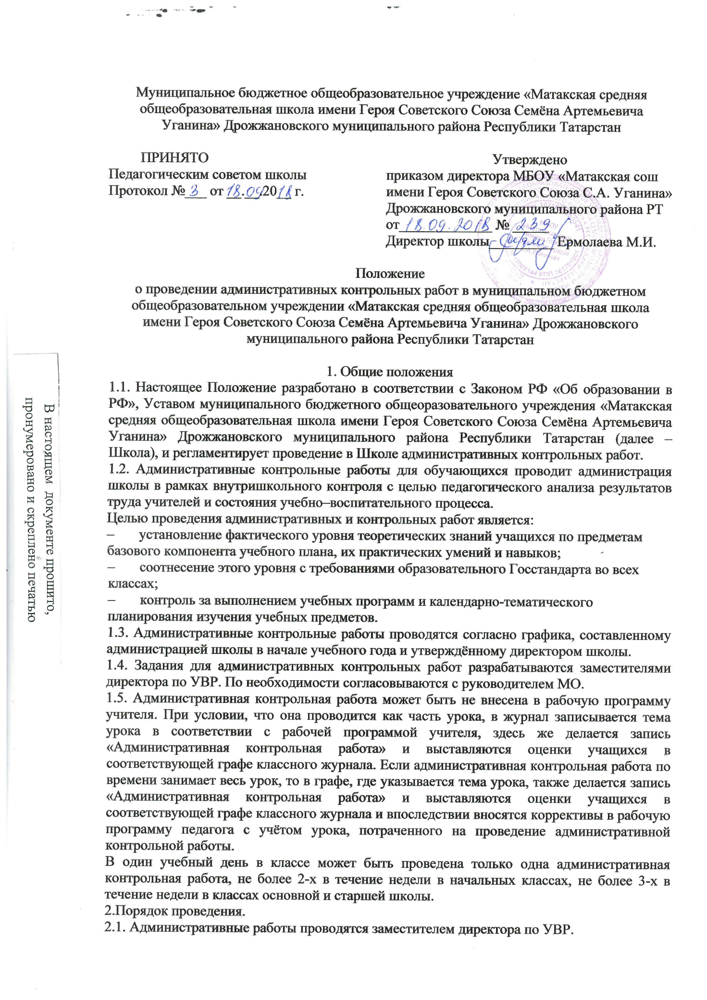 Муниципальное бюджетное общеобразовательное учреждение «Матакская средняя
общеобразовательная школа имени Героя Советского Союза Семёна Артемьевича
Уганина» Дрожжановского муниципального района Республики Татарстан
ПРИНЯТО
Педагогическим советом школы
Протокол № 3 от 18.09.2018 г.
Утверждено
приказом директора МБОУ «Матакская сош
имени Героя Советского Союза С.А. Уганина»
Дрожжановского муниципального района РТ
от 18.09.2018 № 239
Директор школы Ермолаева М.И.
Положение
о проведении административных контрольных работ в муниципальном бюджетном
общеобразовательном учреждении «Матакская средняя общеобразовательная школа
имени Героя Советского Союза Семёна Артемьевича Уганина» Дрожжановского
муниципального района Республики Татарстан
1. Общие положения
1.1. Настоящее Положение разработано в соответствии с Законом РФ «Об образовании в
РФ», Уставом муниципального бюджетного общеоразовательного учреждения «Матакская
средняя общеобразовательная школа имени Героя Советского Союза Семёна Артемьевича
Уганина» Дрожжановского муниципального района Республики Татарстан (далее –
Школа), и регламентирует проведение в Школе административных контрольных работ.
1.2. Административные контрольные работы для обучающихся проводит администрация
школы в рамках внутришкольного контроля с целью педагогического анализа результатов
труда учителей и состояния учебно–воспитательного процесса.
Целью проведения административных и контрольных работ является:
– установление фактического уровня теоретических знаний учащихся по предметам
базового компонента учебного плана, их практических умений и навыков;
– соотнесение этого уровня с требованиями образовательного Госстандарта во всех
классах;
– контроль за выполнением учебных программ и календарно-тематического
планирования изучения учебных предметов.
1.3. Административные контрольные работы проводятся согласно графика, составленному
администрацией школы в начале учебного года и утверждённому директором школы.
1.4. Задания для административных контрольных работ разрабатываются заместителями
директора по УВР. По необходимости согласовываются с руководителем МО.
1.5. Административная контрольная работа может быть не внесена в рабочую программу
учителя. При условии, что она проводится как часть урока, в журнал записывается тема
урока в соответствии с рабочей программой учителя, здесь же делается запись
«Административная контрольная работа» и выставляются оценки учащихся в
соответствующей графе классного журнала. Если административная контрольная работа по
времени занимает весь урок, то в графе, где указывается тема урока, также делается запись
«Административная контрольная работа» и выставляются оценки учащихся в
соответствующей графе классного журнала и впоследствии вносятся коррективы в рабочую
программу педагога с учётом урока, потраченного на проведение административной
контрольной работы.
В один учебный день в классе может быть проведена только одна административная
контрольная работа, не более 2-х в течение недели в начальных классах, не более 3-х в
течение недели в классах основной и старшей школы.
2.Порядок проведения.
2.1. Административные работы проводятся заместителем директора по УВР.
В настоящем документе прошито,
пронумеровано и скреплено печатью